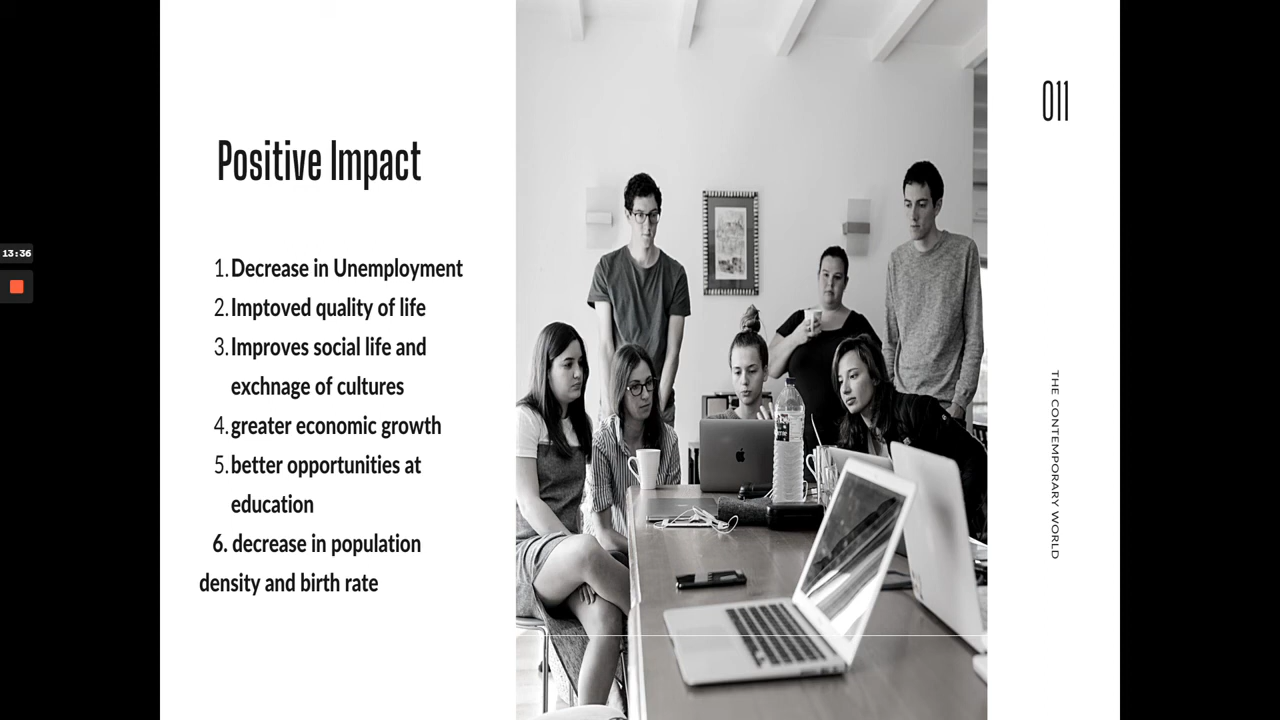 011
Positive Impact
13:36
1. Decrease in Unemployment
2. Imptoved quality of life
3. Improves social life and
exchnage of cultures
4. greater economic growth
5. better opportunities at
education
6. decrease in population
density and birth rate
THE CONTEMPORARY WORLD